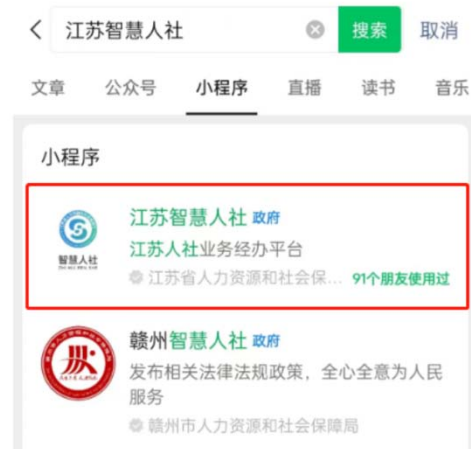 江苏智慧人社
搜索
取消
文章 公众号 小程序 直播 读书 音乐
小程序
江苏智慧人社 政府
江苏人社业务经办平台
江苏省人力资源和社会保... 91个朋友使用过
智慧人社
赣州智慧人社 政府
发布相关法律法规政策，全心全意为人民
服务
赣州市人力资源和社会保障局